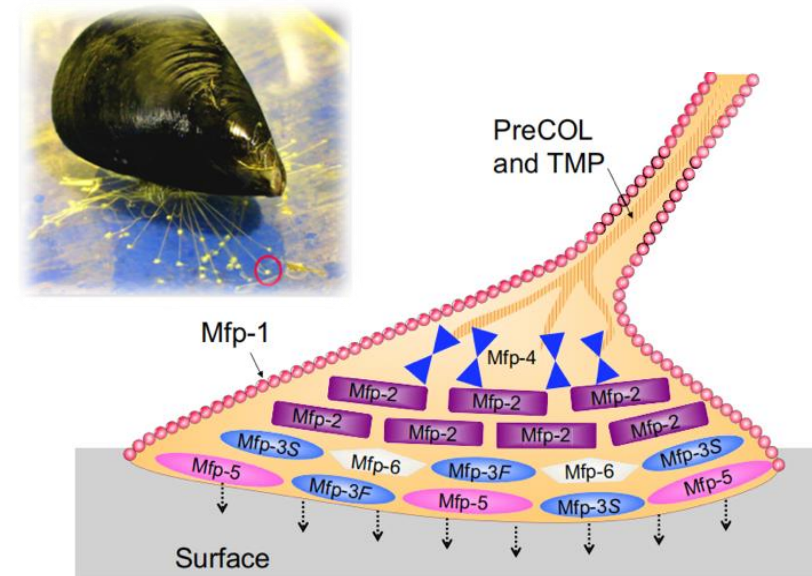 PreCOL
and TMP
Mfp-1
Mfp-4
Mfp-2
Mfp-2
Mfp-2
Mfp-2
Mfp-2
Mfp-2
Mfp-2
Mfp-3S
Mfp-6
Mfp-3F
Mfp-6
Mfp-3S
Mfp-5
Mfp-3F
Mfp-5
Mfp-3S
Mfp-5
Surface